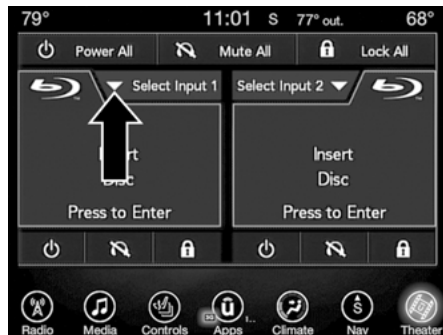 79° 11:01 S 77° out. 68°
Power All Mute All Lock All
Select Input 1 Select Input 2
Insert
Disc
Press to Enter
Insert
Disc
Press to Enter
Radio Media Controls Apps Climate Nav Theater